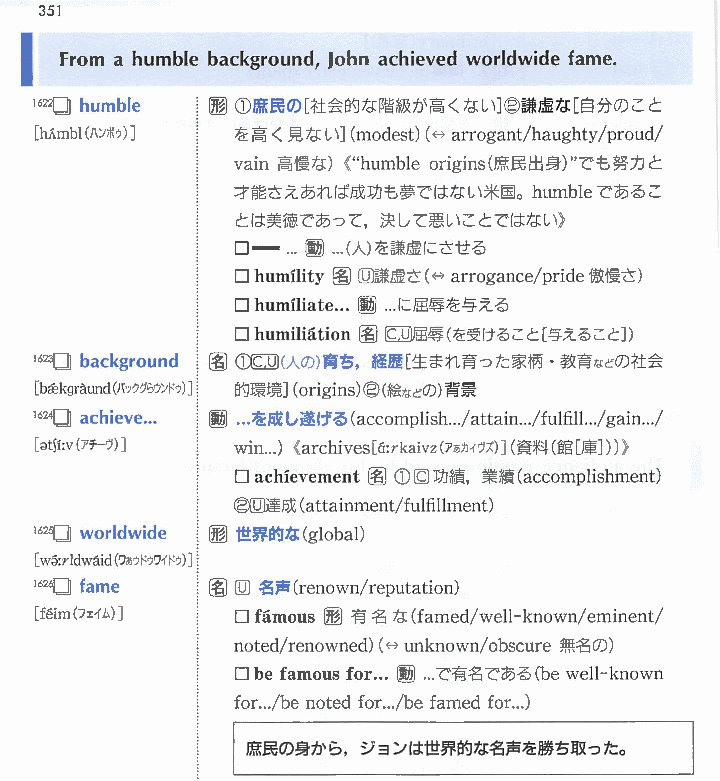 351
From a humble background, John achieved worldwide fame.
1622 humble
[hʌ́mbl(ハンボゥ)]
形 ①庶民の[社会的な階級が高くない]②謙虚な[自分のこと
を高く見ない](modest)(⇔ arrogant/haughty/proud/
vain 高慢な)《“humble origins(庶民出身)”でも努力と
才能さえあれば成功も夢ではない米国。humbleであるこ
とは美徳であって，決して悪いことではない》
□━ ... 動 ...(人)を謙虚にさせる
□ humílity 名 Ⓤ謙虚さ(⇔ arrogance/pride 傲慢さ)
□ humíliate... 動 ...に屈辱を与える
□ humiliátion 名 C,U屈辱(を受けること[与えること])
1623 background
[bǽkgràund(バックグらウンドゥ)]
名 ①C,U(人の)育ち，経歴[生まれ育った家柄・教育などの社会
的環境](origins)②(絵などの)背景
1624 achieve...
[ətʃíːv(アチーヴ)]
動 ...を成し遂げる(accomplish.../attain.../fulfill.../gain.../
win...)《archives[ɑ́ːrkaivz(アぁカイヴズ)](資料(館[庫]))》
□ achíevement 名 ①Ⓒ功績，業績(accomplishment)
②Ⓤ達成(attainment/fulfillment)
1625 worldwide
[wə́ːrldwáid(ワぁゥドゥワイドゥ)]
形 世界的な(global)
1626 fame
[féim(フェイム)]
名 Ⓤ 名声(renown/reputation)
□ fámous 形 有名な(famed/well-known/eminent/
noted/renowned)(⇔ unknown/obscure 無名の)
□ be famous for... 動 ...で有名である(be well-known
for.../be noted for.../be famed for...)
庶民の身から，ジョンは世界的な名声を勝ち取った。